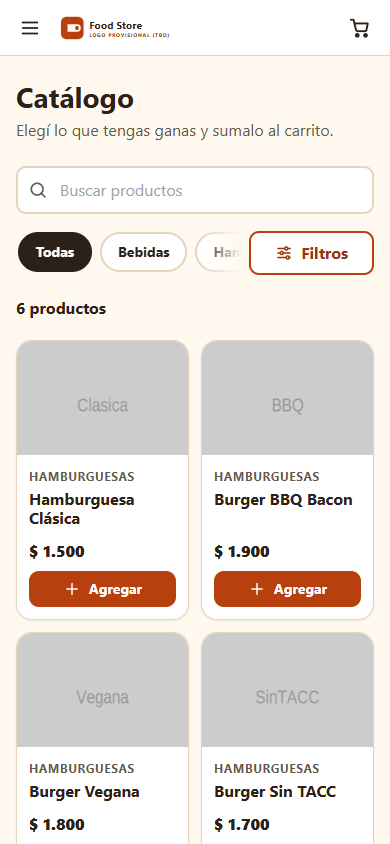 Food Store
LOGO PROVISIONAL (TBD)
Catálogo
Elegí lo que tengas ganas y sumalo al carrito.
Buscar productos
Todas
Bebidas
Ham
Filtros
6 productos
Clasica
BBQ
HAMBURGUESAS
Hamburguesa
Clásica
$ 1.500
Agregar
HAMBURGUESAS
Burger BBQ Bacon
$ 1.900
Agregar
Vegana
SinTACC
HAMBURGUESAS
Burger Vegana
$ 1.800
HAMBURGUESAS
Burger Sin TACC
$ 1.700